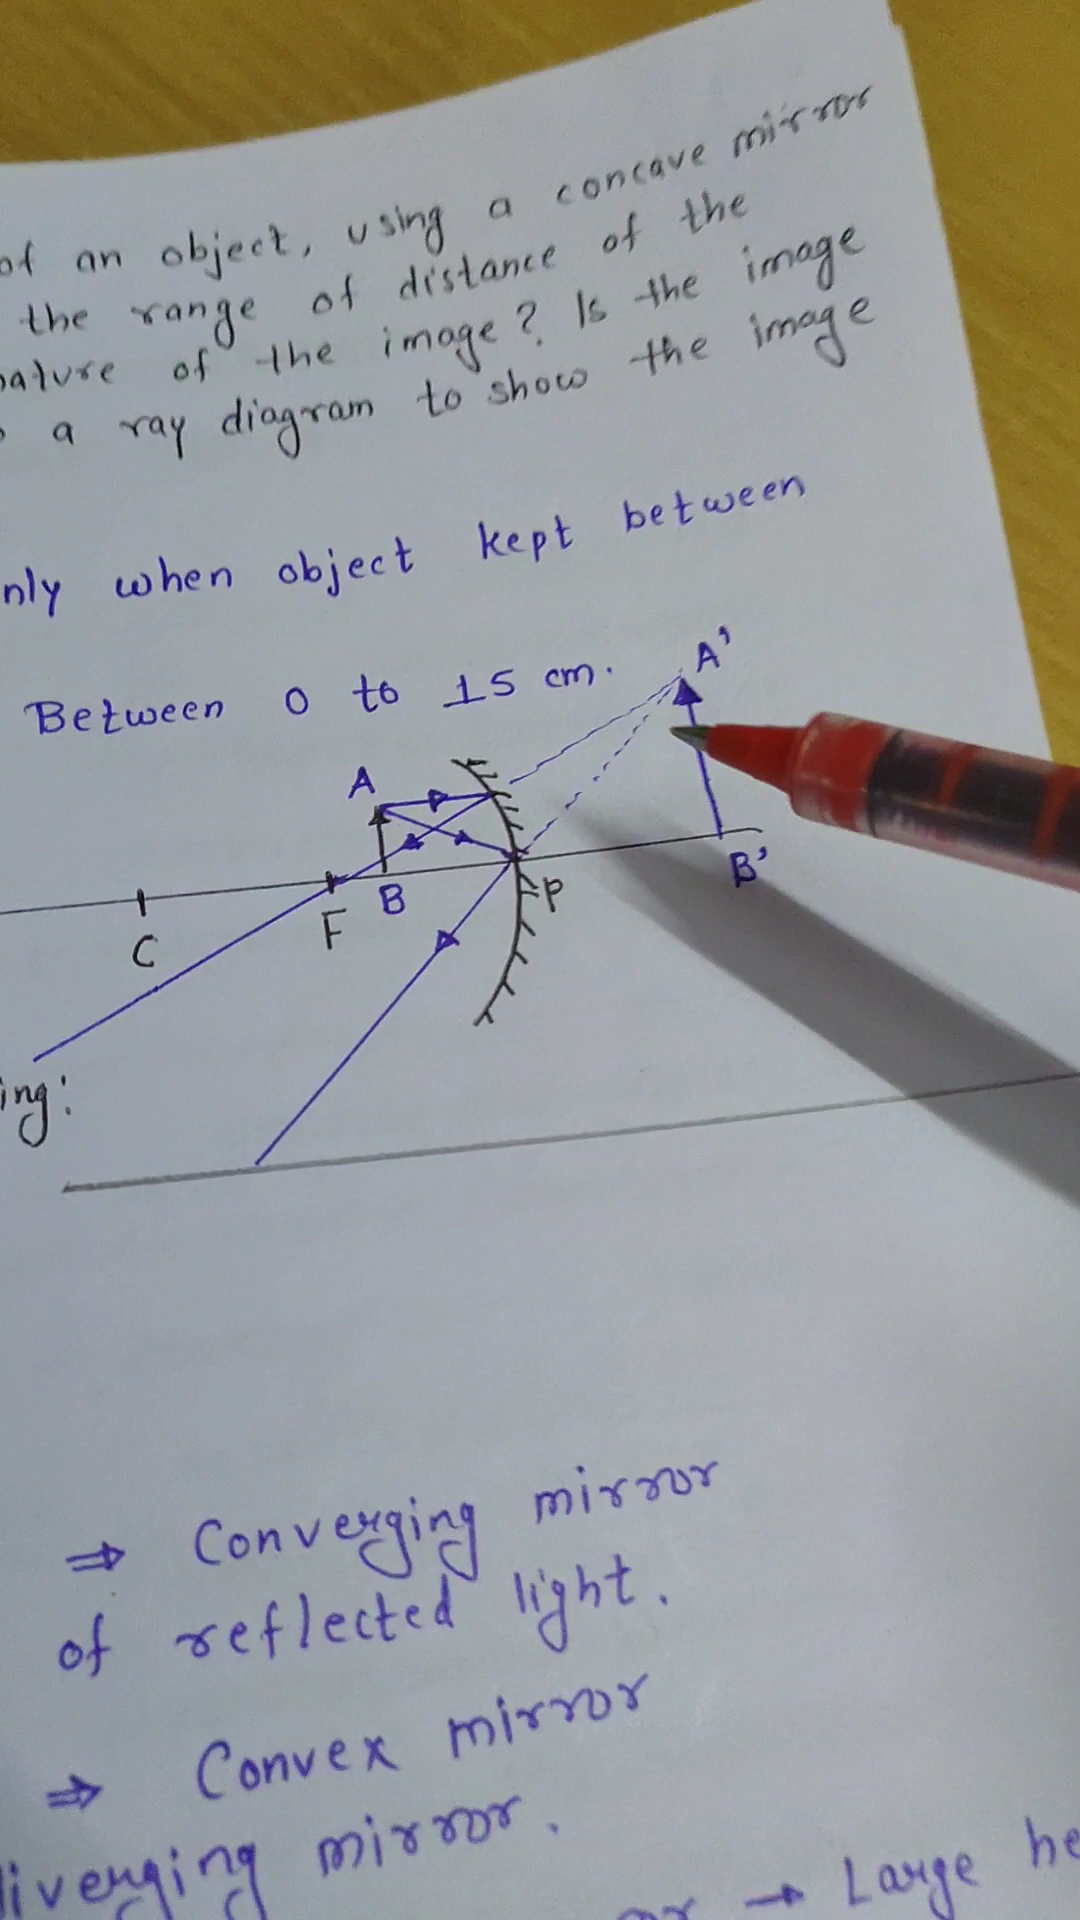 of an object, using a concave mirror
the range of distance of the
nature of the image? Is the image
a ray diagram to show the image
only when object kept between
Between 0 to 15 cm.
A'
A
B'
P
B
F
C
ing:
⇒ Converging mirror
of reflected light.
⇒ Convex mirror
diverging mirror.
→ Large he